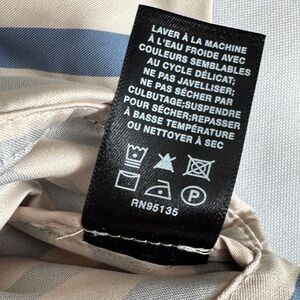 LAVER À LA MACHINE
À L'EAU FROIDE AVEC
COULEURS SEMBLABLES
AU CYCLE DÉLICAT;
NE PAS JAVELLISER;
NE PAS SÉCHER PAR
CULBUTAGE;SUSPENDRE
POUR SÉCHER;REPASSER
À BASSE TEMPÉRATURE
OU NETTOYER À SEC
P
RN95135